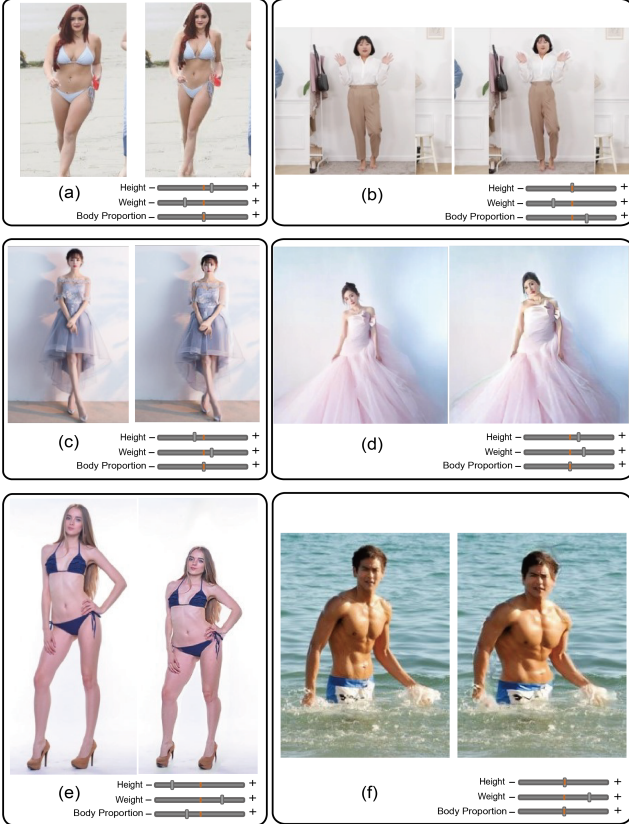 (a)
Height − +
Weight − +
Body Proportion − +
(b)
Height − +
Weight − +
Body Proportion − +
(c)
Height − +
Weight − +
Body Proportion − +
(d)
Height − +
Weight − +
Body Proportion − +
(e)
Height − +
Weight − +
Body Proportion − +
(f)
Height − +
Weight − +
Body Proportion − +